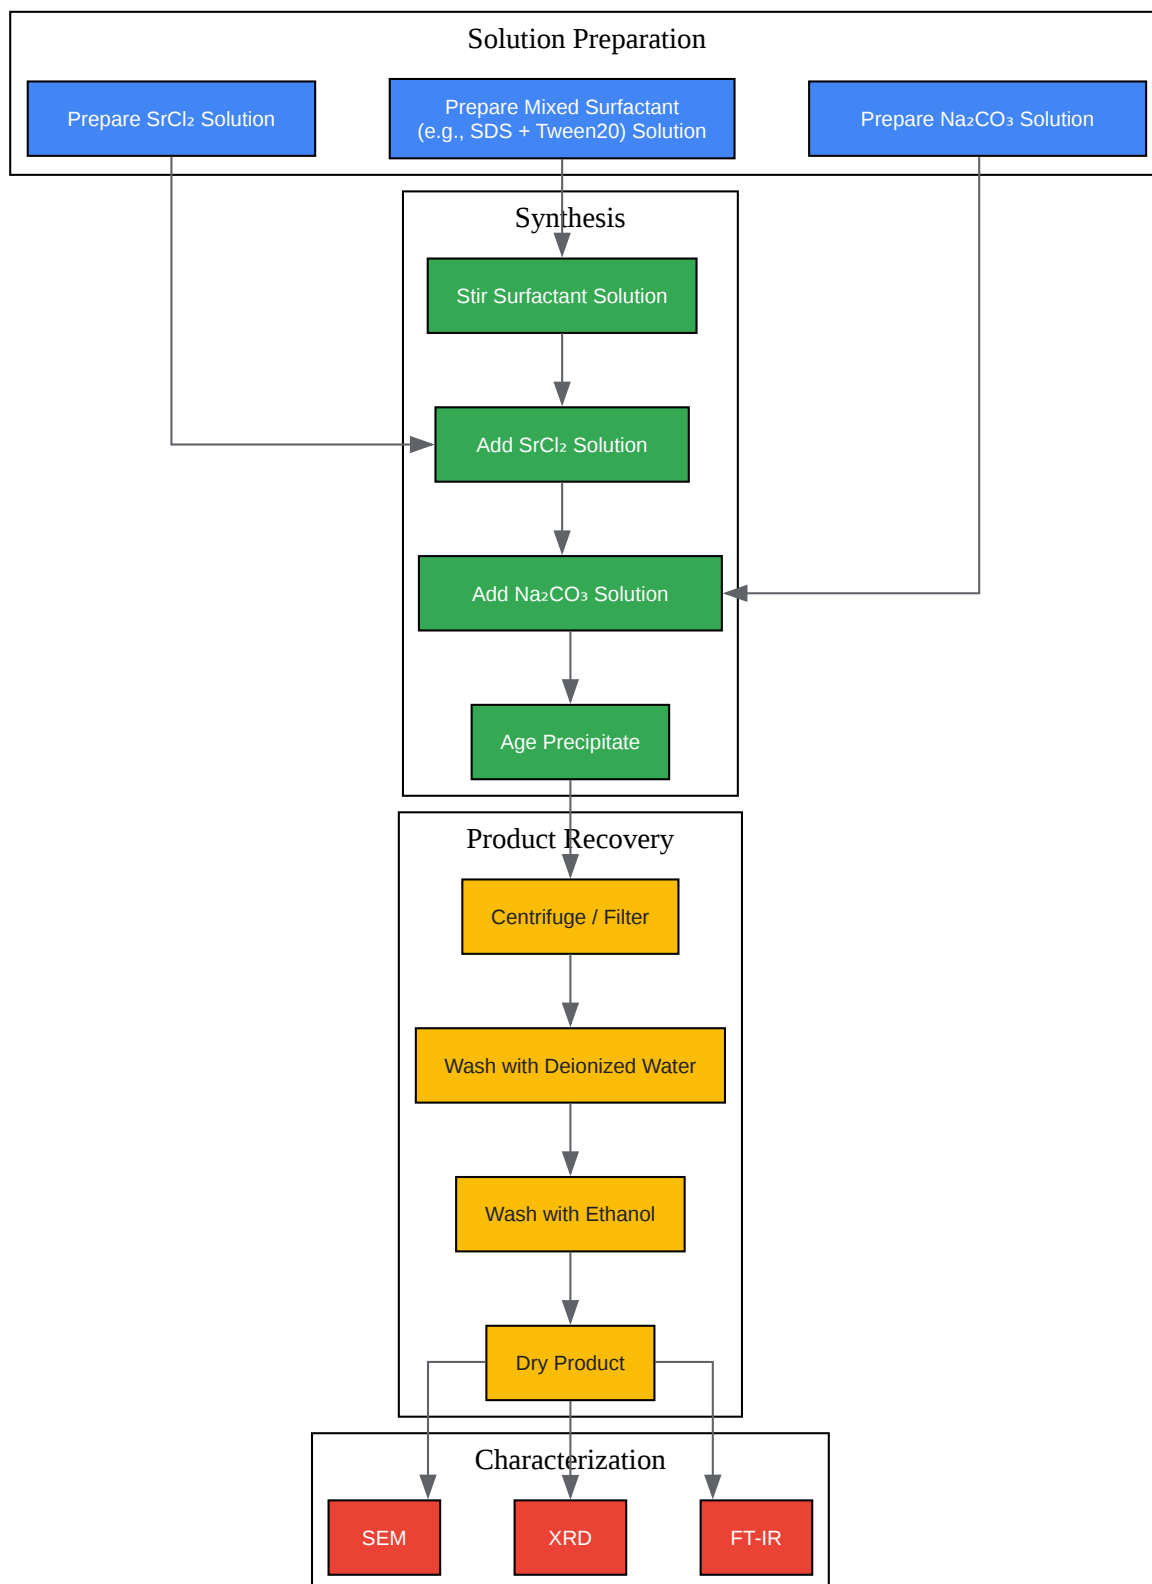 Solution Preparation
Prepare SrCl₂ Solution
Prepare Mixed Surfactant
(e.g., SDS + Tween20) Solution
Prepare Na₂CO₃ Solution
Synthesis
Stir Surfactant Solution
Add SrCl₂ Solution
Add Na₂CO₃ Solution
Age Precipitate
Product Recovery
Centrifuge / Filter
Wash with Deionized Water
Wash with Ethanol
Dry Product
Characterization
SEM
XRD
FT-IR